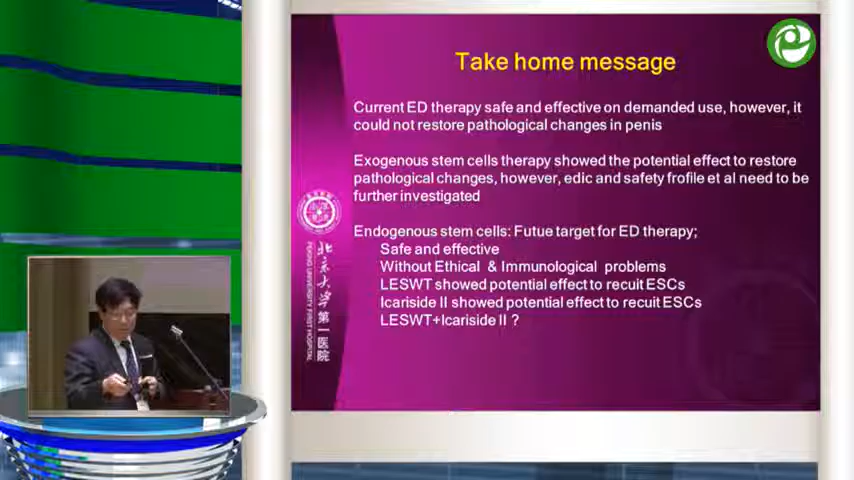 Take home message
Current ED therapy safe and effective on demanded use, however, it
could not restore pathological changes in penis
Exogenous stem cells therapy showed the potential effect to restore
pathological changes, however, edic and safety frofile et al need to be
further investigated
Endogenous stem cells: Futue target for ED therapy;
Safe and effective
Without Ethical & Immunological problems
LESWT showed potential effect to recuit ESCs
Icariside II showed potential effect to recuit ESCs
LESWT+Icariside II ?
北京大学第一医院
PEKING UNIVERSITY FIRST HOSPITAL